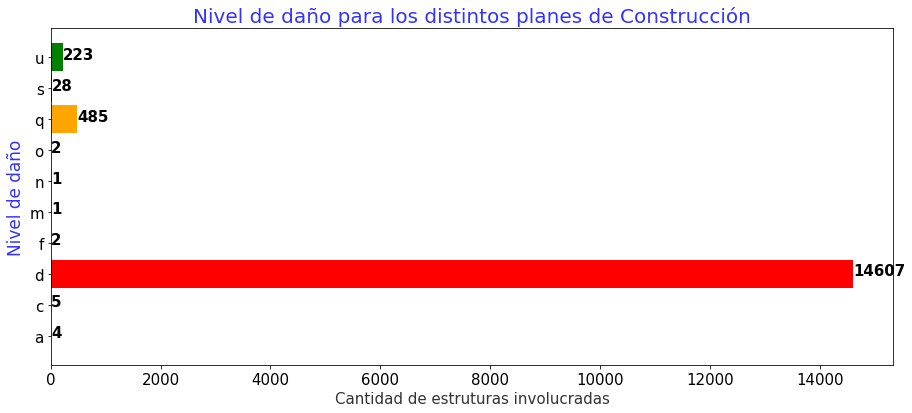 Nivel de daño para los distintos planes de Construcción
Nivel de daño
u 223
s 28
q 485
o 2
n 1
m 1
f 2
d 14607
c 5
a 4
0 2000 4000 6000 8000 10000 12000 14000
Cantidad de estruturas involucradas